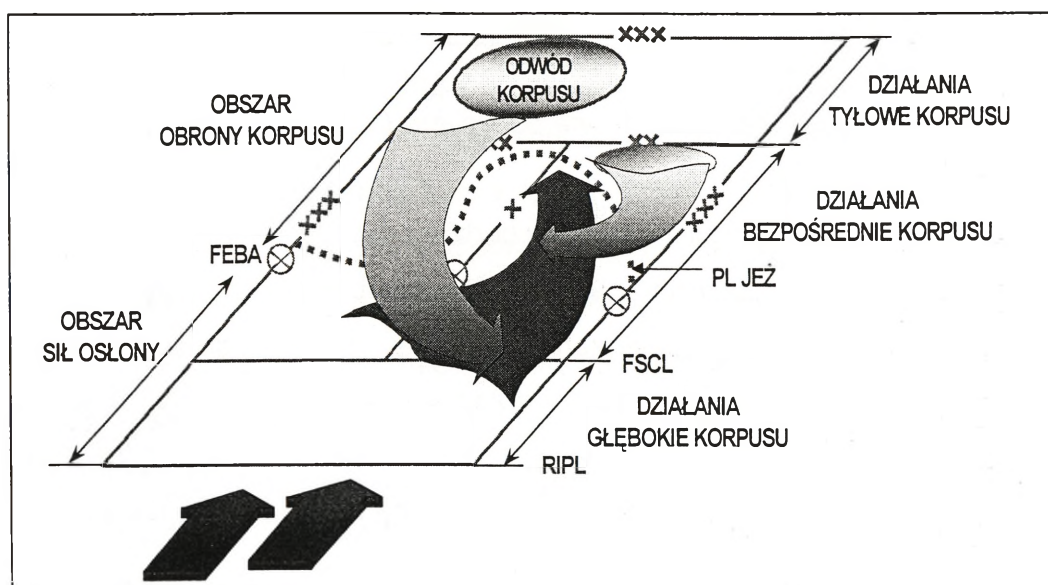 XXX
ODWÓD
KORPUSU
OBSZAR
OBRONY KORPUSU
DZIAŁANIA
TYŁOWE KORPUSU
XX
XX
XXX
X
XXX
DZIAŁANIA
BEZPOŚREDNIE KORPUSU
FEBA
PL JEŻ
OBSZAR
SIŁ OSŁONY
FSCL
DZIAŁANIA
GŁĘBOKIE KORPUSU
RIPL